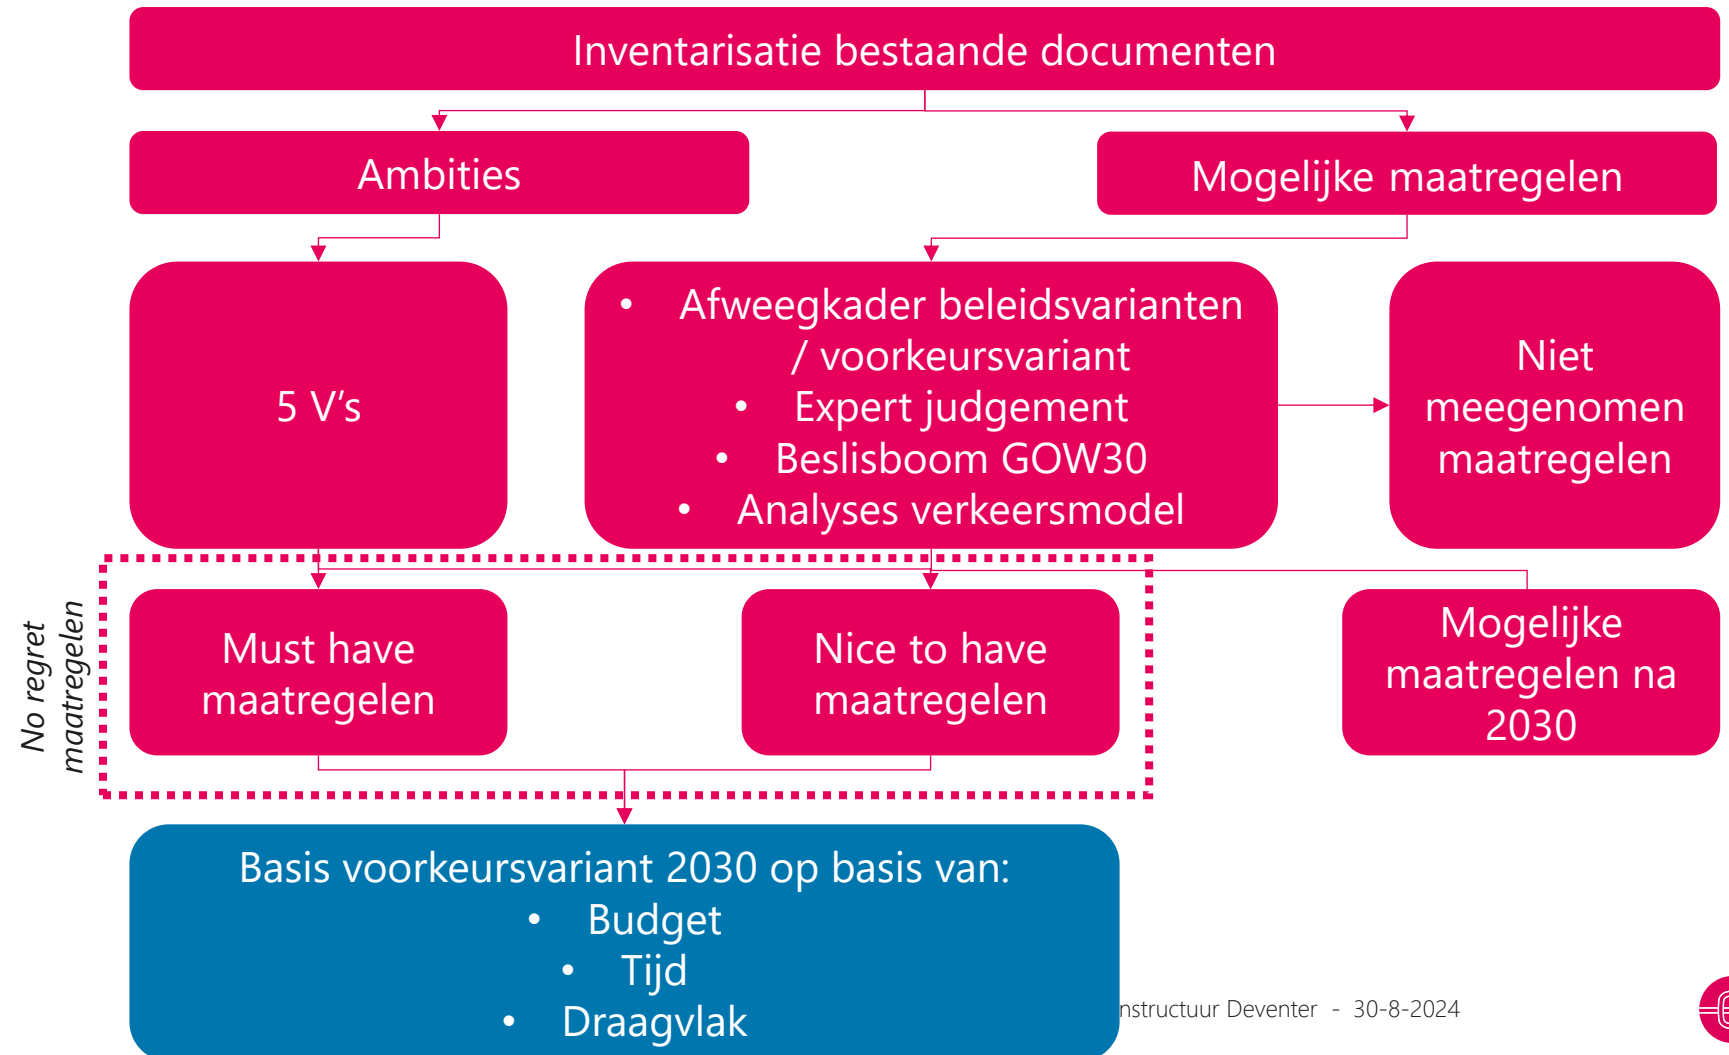 Inventarisatie bestaande documenten
Ambities
Mogelijke maatregelen
5 V's
• Afweegkader beleidsvarianten
/ voorkeursvariant
• Expert judgement
• Beslisboom GOW30
• Analyses verkeersmodel
Niet
meegenomen
maatregelen
No regret
maatregelen
Must have
maatregelen
Nice to have
maatregelen
Mogelijke
maatregelen na
2030
Basis voorkeursvariant 2030 op basis van:
• Budget
• Tijd
• Draagvlak
nstructuur Deventer - 30-8-2024